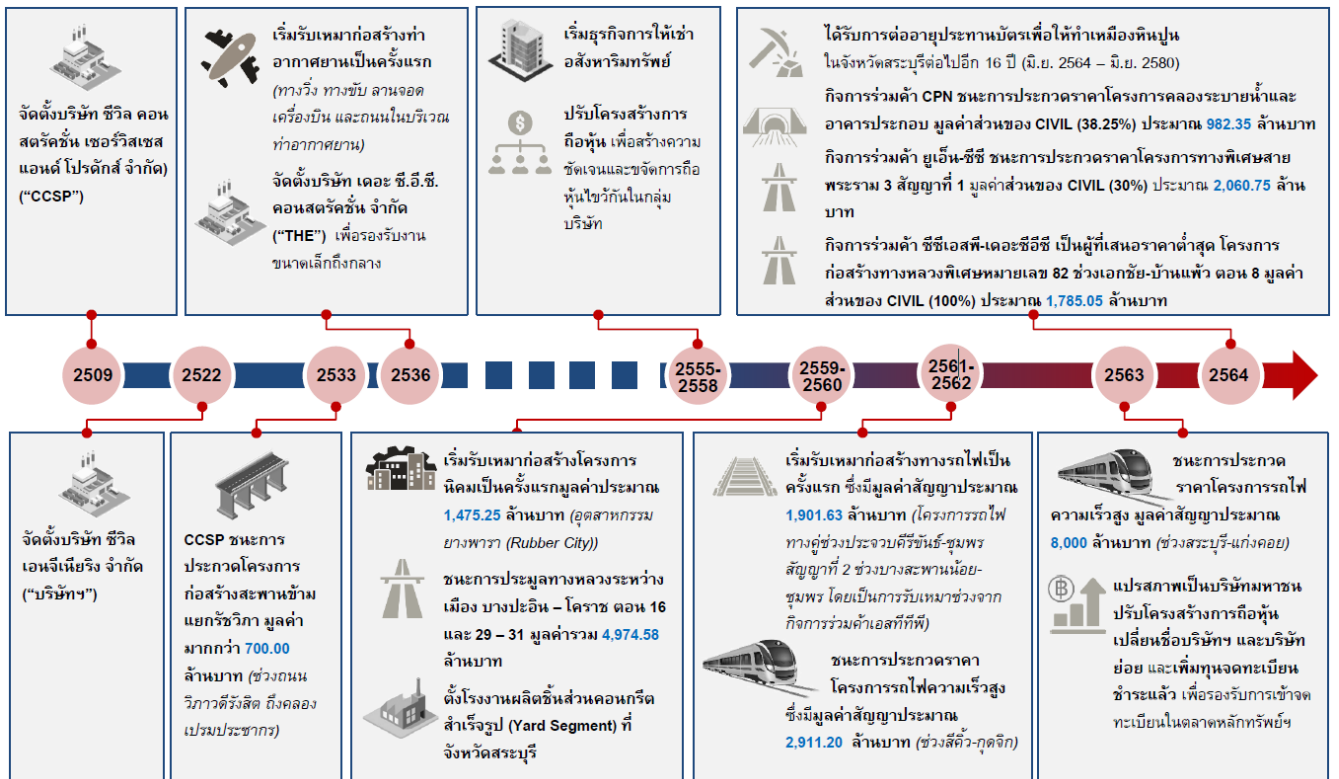 จัดตั้งบริษัท ซีวิล คอน
สตรัคชั่น เซอร์วิสเซส
แอนด์ โปรดักส์ จำกัด)
("CCSP")
เริ่มรับเหมาก่อสร้างท่า
อากาศยานเป็นครั้งแรก
(ทางวิ่ง ทางขับ ลานจอด
เครื่องบิน และถนนในบริเวณ
ท่าอากาศยาน)
จัดตั้งบริษัท เดอะ ซี.อี.ซี.
คอนสตรัคชั่น จำกัด
("THE") เพื่อรองรับงาน
ขนาดเล็กถึงกลาง
เริ่มธุรกิจการให้เช่า
อสังหาริมทรัพย์
ปรับโครงสร้างการ
ถือหุ้น เพื่อสร้างความ
ชัดเจนและขจัดการถือ
หุ้นไขว้กันในกลุ่ม
บริษัท
ได้รับการต่ออายุประทานบัตรเพื่อให้ทำเหมืองหินปูน
ในจังหวัดสระบุรีต่อไปอีก 16 ปี (มิ.ย. 2564 – มิ.ย. 2580)
กิจการร่วมค้า CPN ชนะการประกวดราคาโครงการคลองระบายน้ำและ
อาคารประกอบ มูลค่าส่วนของ CIVIL (38.25%) ประมาณ 982.35 ล้านบาท
กิจการร่วมค้า ยูเอ็น-ซีซี ชนะการประกวดราคาโครงการทางพิเศษสาย
พระราม 3 สัญญาที่ 1 มูลค่าส่วนของ CIVIL (30%) ประมาณ 2,060.75 ล้าน
บาท
กิจการร่วมค้า ซีซีเอสพี-เดอะซีอีซี เป็นผู้ที่เสนอราคาต่ำสุด โครงการ
ก่อสร้างทางหลวงพิเศษหมายเลข 82 ช่วงเอกชัย-บ้านแพ้ว ตอน 8 มูลค่า
ส่วนของ CIVIL (100%) ประมาณ 1,785.05 ล้านบาท
2509
2522
2533
2536
2555-
2558
2559-
2560
2561-
2562
2563
2564
จัดตั้งบริษัท ซีวิล
เอนจีเนียริง จำกัด
("บริษัทฯ")
CCSP ชนะการ
ประกวดโครงการ
ก่อสร้างสะพานข้าม
แยกรัชวิภา มูลค่า
มากกว่า 700.00
ล้านบาท (ช่วงถนน
วิภาวดีรังสิต ถึงคลอง
เปรมประชากร)
เริ่มรับเหมาก่อสร้างโครงการ
นิคมเป็นครั้งแรกมูลค่าประมาณ
1,475.25 ล้านบาท (อุตสาหกรรม
ยางพารา (Rubber City))
ชนะการประมูลทางหลวงระหว่าง
เมือง บางปะอิน – โคราช ตอน 16
และ 29 – 31 มูลค่ารวม 4,974.58
ล้านบาท
ตั้งโรงงานผลิตชิ้นส่วนคอนกรีต
สำเร็จรูป (Yard Segment) ที่
จังหวัดสระบุรี
เริ่มรับเหมาก่อสร้างทางรถไฟเป็น
ครั้งแรก ซึ่งมีมูลค่าสัญญาประมาณ
1,901.63 ล้านบาท (โครงการรถไฟ
ทางคู่ช่วงประจวบคีรีขันธ์-ชุมพร
สัญญาที่ 2 ช่วงบางสะพานน้อย-
ชุมพร โดยเป็นการรับเหมาช่วงจาก
กิจการร่วมค้าเอสทีทีพี)
ชนะการประกวดราคา
โครงการรถไฟความเร็วสูง
ซึ่งมีมูลค่าสัญญาประมาณ
2,911.20 ล้านบาท (ช่วงสีคิ้ว-กุดจิก)
ชนะการประกวด
ราคาโครงการรถไฟ
ความเร็วสูง มูลค่าสัญญาประมาณ
8,000 ล้านบาท (ช่วงสระบุรี-แก่งคอย)
แปรสภาพเป็นบริษัทมหาชน
ปรับโครงสร้างการถือหุ้น
เปลี่ยนชื่อบริษัทฯ และบริษัท
ย่อย และเพิ่มทุนจดทะเบียน
ชำระแล้ว เพื่อรองรับการเข้าจด
ทะเบียนในตลาดหลักทรัพย์ฯ